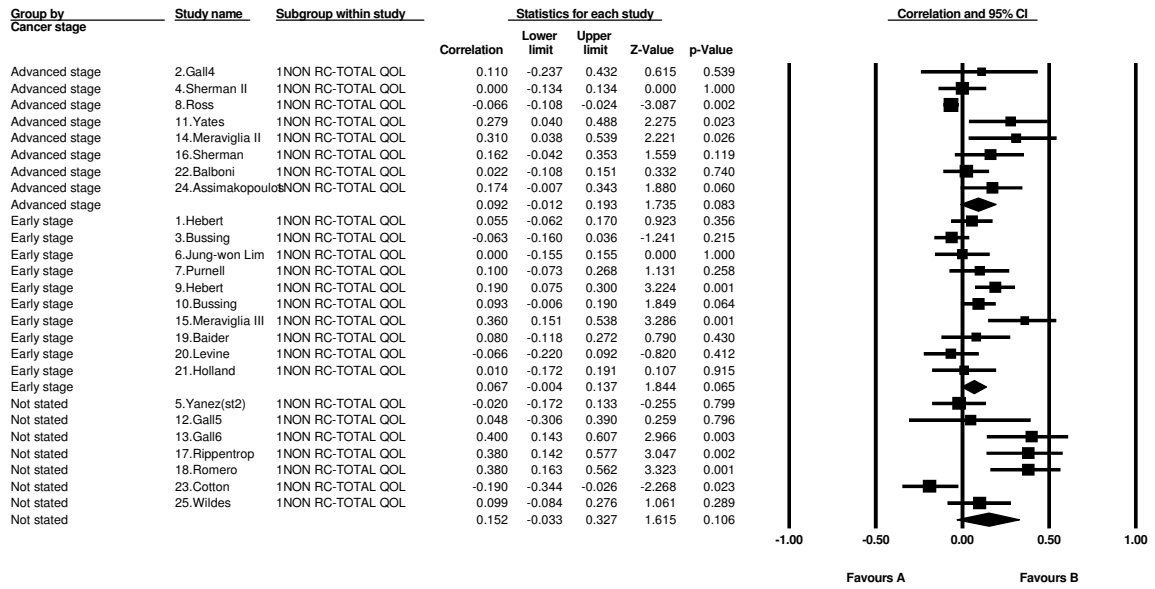 Group by Study name Subgroup within study Statistics for each study Correlation and 95% CI
Cancer stage
Lower Upper
Correlation limit limit Z-Value p-Value
Advanced stage 2.Gall4 1NON RC-TOTAL QOL 0.110 -0.237 0.432 0.615 0.539
Advanced stage 4.Sherman II 1NON RC-TOTAL QOL 0.000 -0.134 0.134 0.000 1.000
Advanced stage 8.Ross 1NON RC-TOTAL QOL -0.066 -0.108 -0.024 -3.087 0.002
Advanced stage 11.Yates 1NON RC-TOTAL QOL 0.279 0.040 0.488 2.275 0.023
Advanced stage 14.Meraviglia II 1NON RC-TOTAL QOL 0.310 0.038 0.539 2.221 0.026
Advanced stage 16.Sherman 1NON RC-TOTAL QOL 0.162 -0.042 0.353 1.559 0.119
Advanced stage 22.Balboni 1NON RC-TOTAL QOL 0.022 -0.108 0.151 0.332 0.740
Advanced stage 24.Assimakopoulos 1NON RC-TOTAL QOL 0.174 -0.007 0.343 1.880 0.060
Advanced stage 0.092 -0.012 0.193 1.735 0.083
Early stage 1.Hebert 1NON RC-TOTAL QOL 0.055 -0.062 0.170 0.923 0.356
Early stage 3.Bussing 1NON RC-TOTAL QOL -0.063 -0.160 0.036 -1.241 0.215
Early stage 6.Jung-won Lim 1NON RC-TOTAL QOL 0.000 -0.155 0.155 0.000 1.000
Early stage 7.Purnell 1NON RC-TOTAL QOL 0.100 -0.073 0.268 1.131 0.258
Early stage 9.Hebert 1NON RC-TOTAL QOL 0.190 0.075 0.300 3.224 0.001
Early stage 10.Bussing 1NON RC-TOTAL QOL 0.093 -0.006 0.190 1.849 0.064
Early stage 15.Meraviglia III 1NON RC-TOTAL QOL 0.360 0.151 0.538 3.286 0.001
Early stage 19.Baider 1NON RC-TOTAL QOL 0.080 -0.118 0.272 0.790 0.430
Early stage 20.Levine 1NON RC-TOTAL QOL -0.066 -0.220 0.092 -0.820 0.412
Early stage 21.Holland 1NON RC-TOTAL QOL 0.010 -0.172 0.191 0.107 0.915
Early stage 0.067 -0.004 0.137 1.844 0.065
Not stated 5.Yanez(st2) 1NON RC-TOTAL QOL -0.020 -0.172 0.133 -0.255 0.799
Not stated 12.Gall5 1NON RC-TOTAL QOL 0.048 -0.306 0.390 0.259 0.796
Not stated 13.Gall6 1NON RC-TOTAL QOL 0.400 0.143 0.607 2.966 0.003
Not stated 17.Rippentrop 1NON RC-TOTAL QOL 0.380 0.142 0.577 3.047 0.002
Not stated 18.Romero 1NON RC-TOTAL QOL 0.380 0.163 0.562 3.323 0.001
Not stated 23.Cotton 1NON RC-TOTAL QOL -0.190 -0.344 -0.026 -2.268 0.023
Not stated 25.Wildes 1NON RC-TOTAL QOL 0.099 -0.084 0.276 1.061 0.289
Not stated 0.152 -0.033 0.327 1.615 0.106
-1.00 -0.50 0.00 0.50 1.00
Favours A Favours B